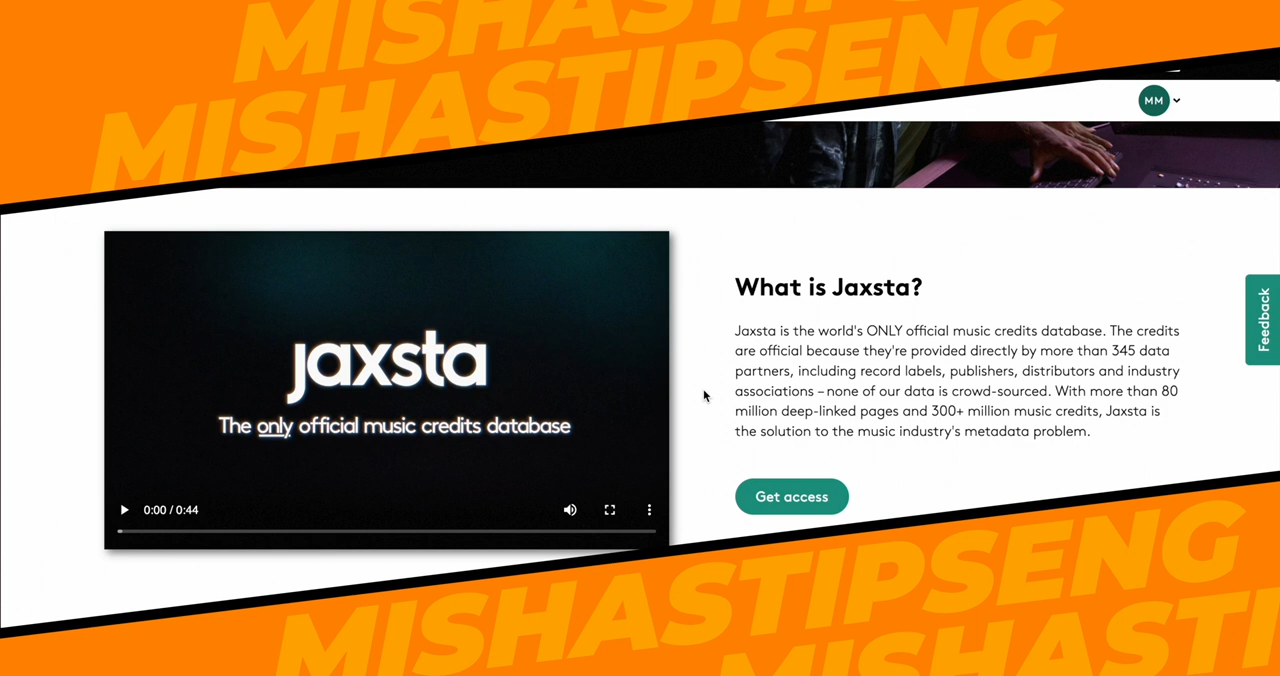 MISHASTIPSENG
MISHASTIPSENG
MM
What is Jaxsta?
Jaxsta is the world's ONLY official music credits database. The credits
are official because they're provided directly by more than 345 data
partners, including record labels, publishers, distributors and industry
associations – none of our data is crowd-sourced. With more than 80
million deep-linked pages and 300+ million music credits, Jaxsta is
the solution to the music industry's metadata problem.
Get access
Feedback
jaxsta
The only official music credits database
0:00 / 0:44
MISHASTIPSENG
MISHASTI